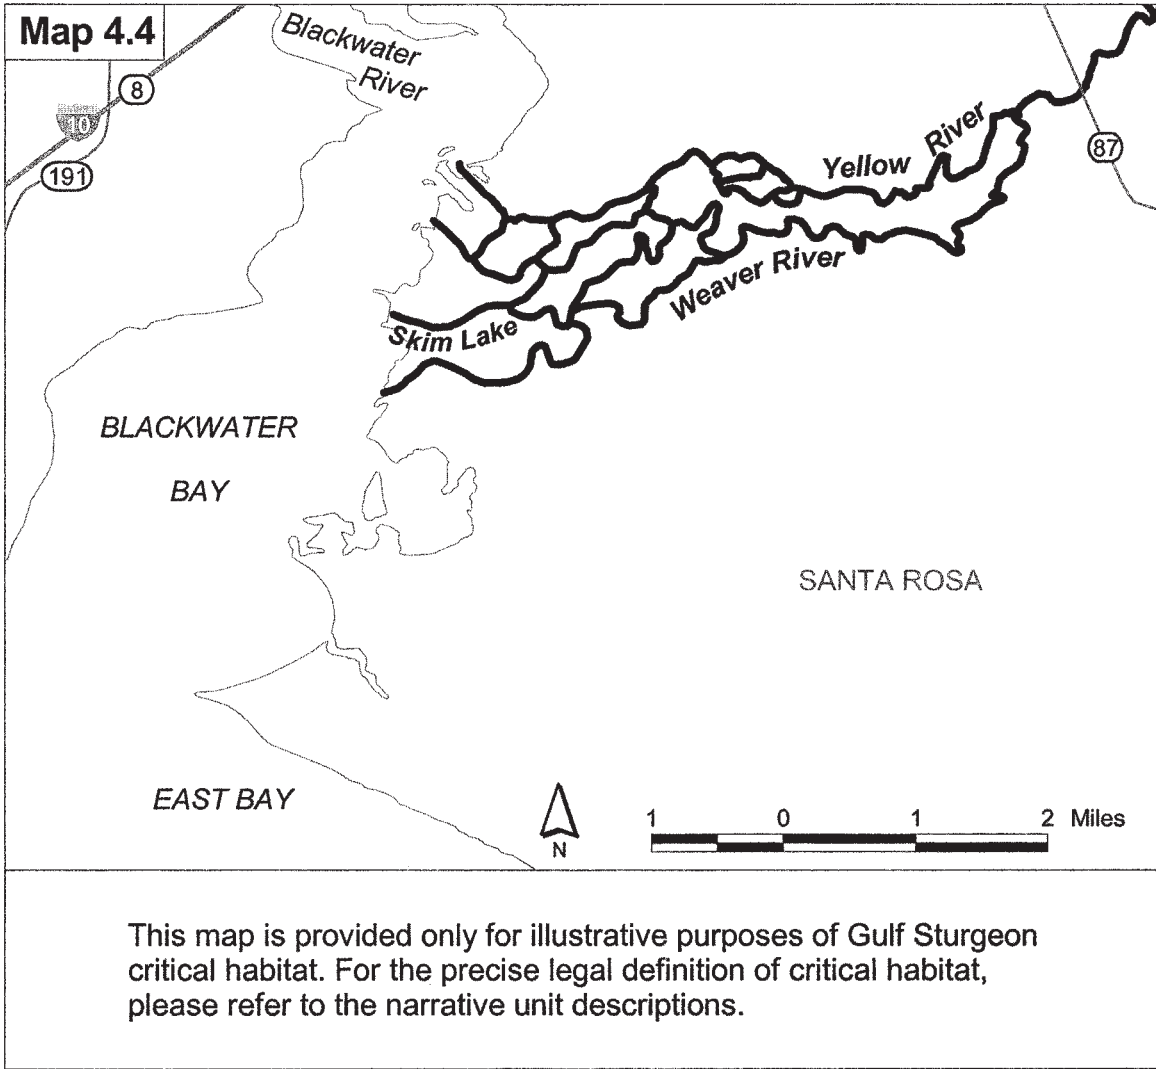 Map 4.4
Blackwater
River
8
10
191
Yellow River
87
Weaver River
Skim Lake
BLACKWATER
BAY
SANTA ROSA
EAST BAY
N
1 0 1 2 Miles
This map is provided only for illustrative purposes of Gulf Sturgeon
critical habitat. For the precise legal definition of critical habitat,
please refer to the narrative unit descriptions.